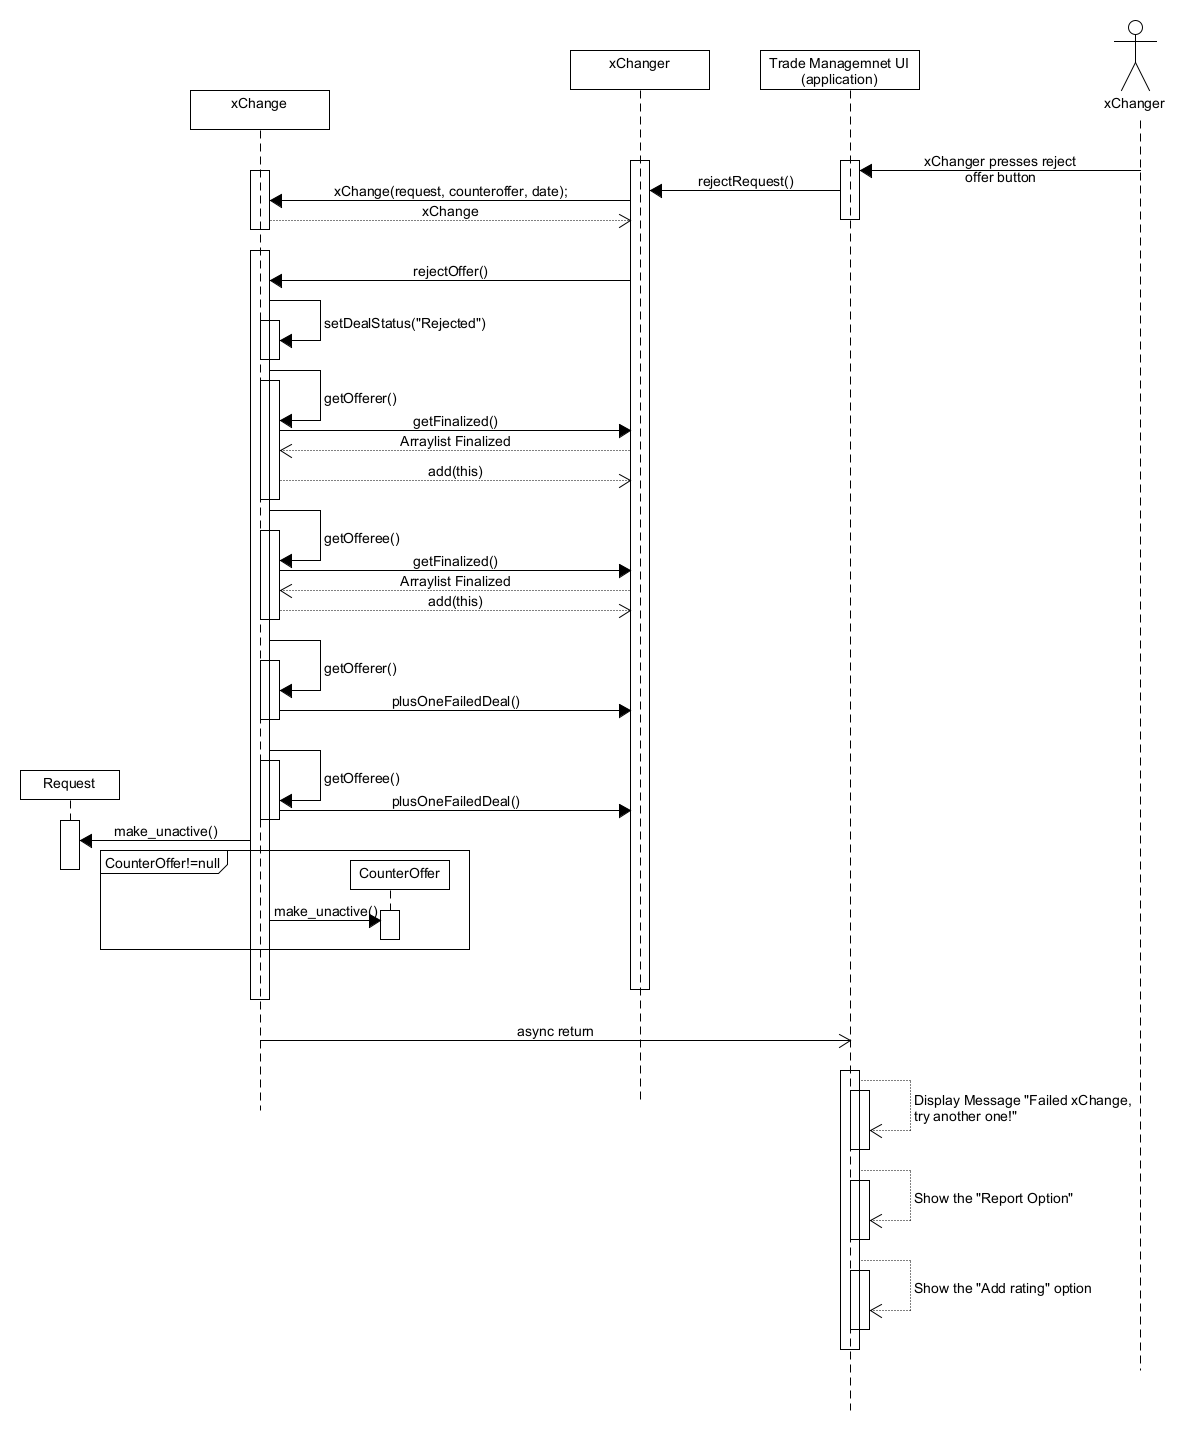 xChanger
Trade Managemnet UI
(application)
xChanger
xChange
xChanger presses reject
offer button
rejectRequest()
xChange(request, counteroffer, date);
xChange
rejectOffer()
setDealStatus("Rejected")
getOfferer()
getFinalized()
Arraylist Finalized
add(this)
getOfferee()
getFinalized()
Arraylist Finalized
add(this)
getOfferer()
plusOneFailedDeal()
getOfferee()
Request
plusOneFailedDeal()
make_unactive()
CounterOffer!=null
CounterOffer
make_unactive()
async return
Display Message "Failed xChange,
try another one!"
Show the "Report Option"
Show the "Add rating" option